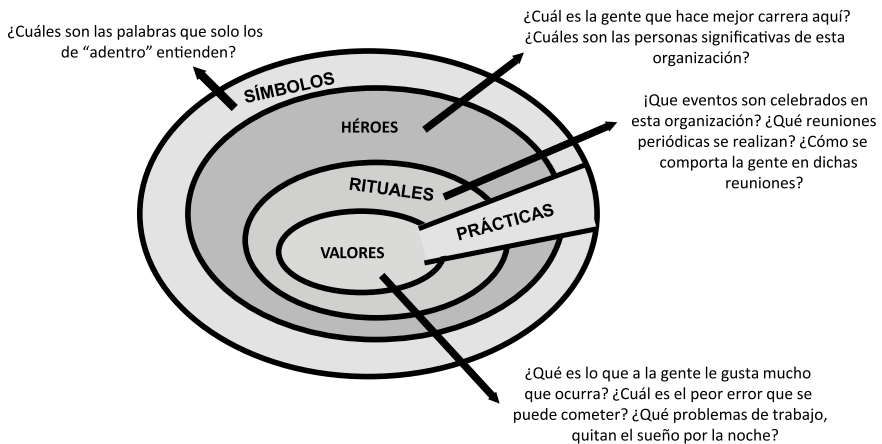 ¿Cuáles son las palabras que solo los
de “adentro” entienden?
¿Cuál es la gente que hace mejor carrera aquí?
¿Cuáles son las personas significativas de esta
organización?
SÍMBOLOS
HÉROES
¡Que eventos son celebrados en
esta organización? ¿Qué reuniones
periódicas se realizan? ¿Cómo se
comporta la gente en dichas
reuniones?
RITUALES
PRÁCTICAS
VALORES
¿Qué es lo que a la gente le gusta mucho
que ocurra? ¿Cuál es el peor error que se
puede cometer? ¿Qué problemas de trabajo,
quitan el sueño por la noche?